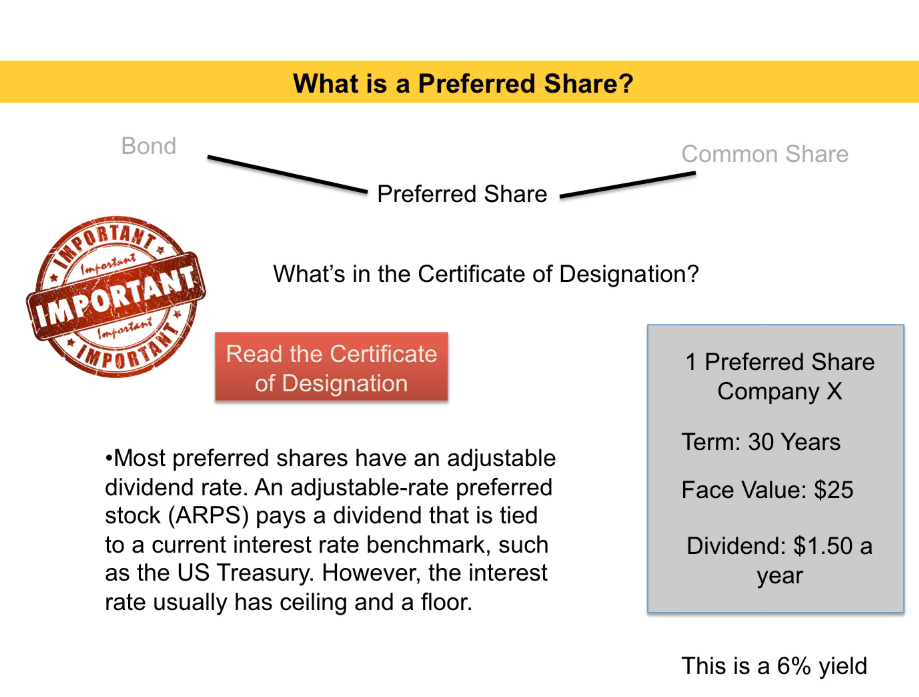 What is a Preferred Share?
Bond
Common Share
Preferred Share
IMPORTANT
Important
IMPORTANT
Important
IMPORTANT
What's in the Certificate of Designation?
Read the Certificate
of Designation
•Most preferred shares have an adjustable
dividend rate. An adjustable-rate preferred
stock (ARPS) pays a dividend that is tied
to a current interest rate benchmark, such
as the US Treasury. However, the interest
rate usually has ceiling and a floor.
1 Preferred Share
Company X
Term: 30 Years
Face Value: $25
Dividend: $1.50 a
year
This is a 6% yield